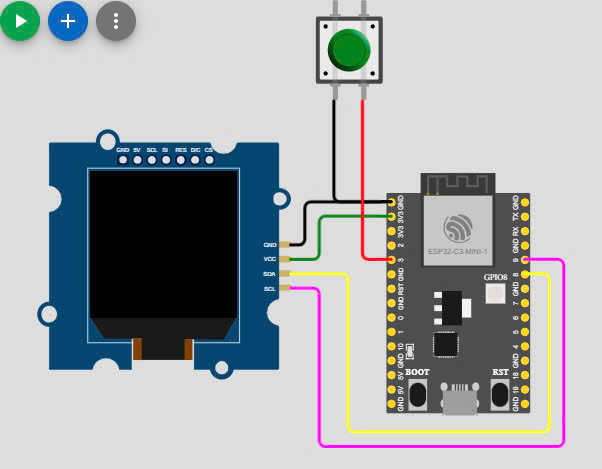 GND 5V SCL SI RES D/C CS
GND
VCC
SDA
SCL
ESP32-C3-MINI-1
GND
3V3
3V3
2
3
GND
RST
GND
0
1
10
GND
5V
5V
GND
GPIO8
BOOT
RST
GND
TX
RX
GND
9
8
GND
7
6
5
4
GND
18
19
GND